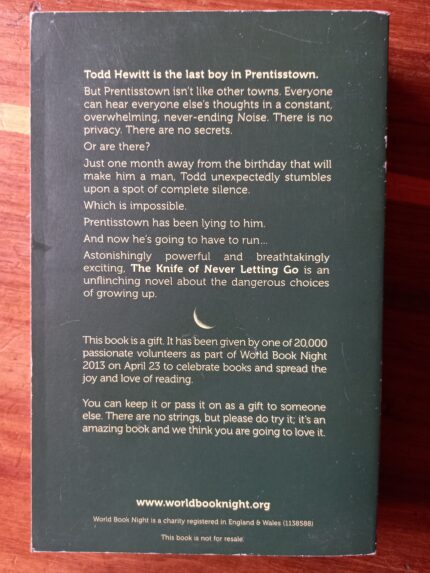 Todd Hewitt is the last boy in Prentisstown.
But Prentisstown isn't like other towns. Everyone
can hear everyone else's thoughts in a constant,
overwhelming, never-ending Noise. There is no
privacy. There are no secrets.
Or are there?
Just one month away from the birthday that will
make him a man, Todd unexpectedly stumbles
upon a spot of complete silence.
Which is impossible.
Prentisstown has been lying to him.
And now he's going to have to run...
Astonishingly powerful and breathtakingly
exciting, The Knife of Never Letting Go is an
unflinching novel about the dangerous choices
of growing up.
This book is a gift. It has been given by one of 20,000
passionate volunteers as part of World Book Night
2013 on April 23 to celebrate books and spread the
joy and love of reading.
You can keep it or pass it on as a gift to someone
else. There are no strings, but please do try it; it's an
amazing book and we think you are going to love it.
www.worldbooknight.org
World Book Night is a charity registered in England & Wales (1138588)
This book is not for resale.